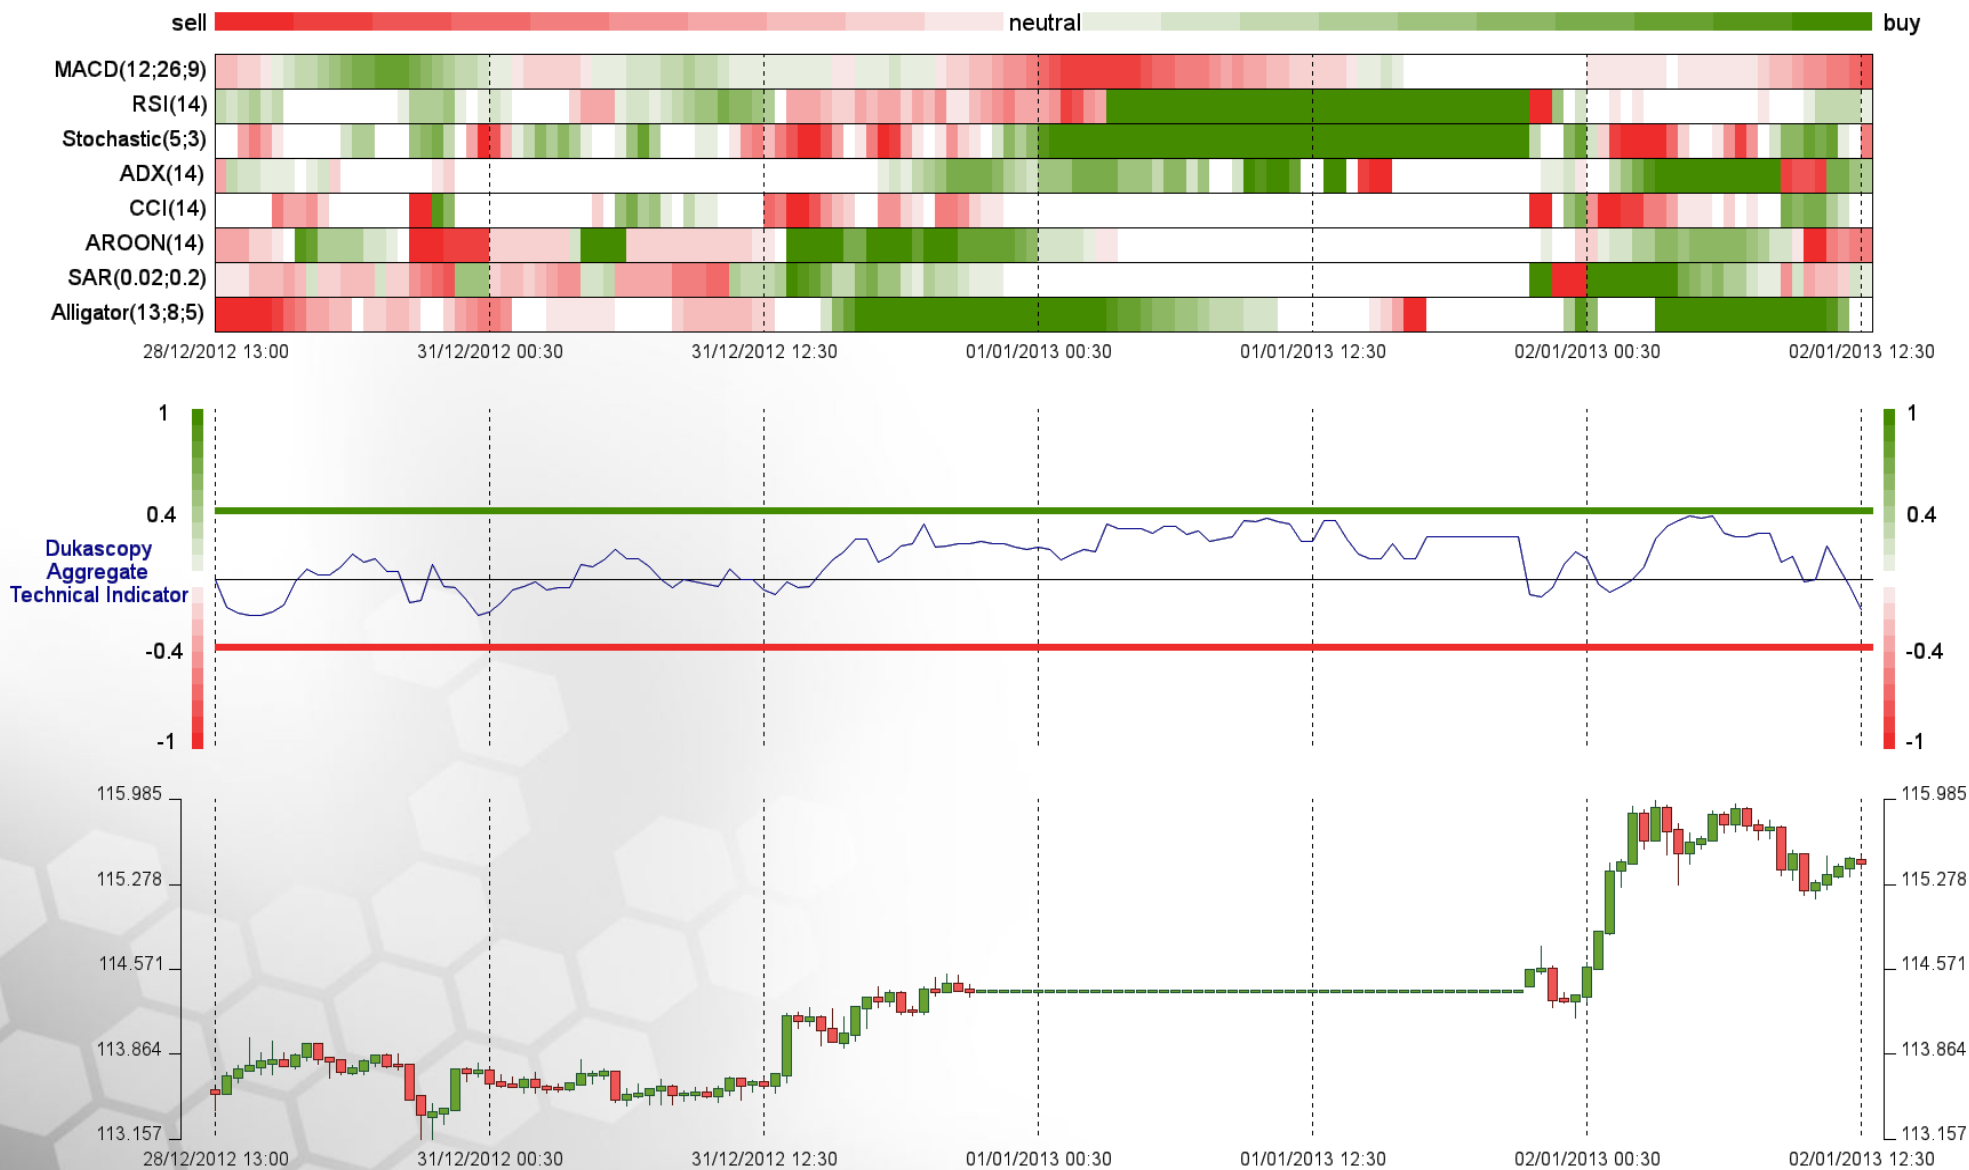 sell neutral buy
MACD(12;26;9)
RSI(14)
Stochastic(5;3)
ADX(14)
CCI(14)
AROON(14)
SAR(0.02;0.2)
Alligator(13;8;5)
28/12/2012 13:00 31/12/2012 00:30 31/12/2012 12:30 01/01/2013 00:30 01/01/2013 12:30 02/01/2013 00:30 02/01/2013 12:30
1 1
0.4 0.4
Dukascopy
Aggregate
Technical Indicator
-0.4 -0.4
-1 -1
115.985 115.985
115.278 115.278
114.571 114.571
113.864 113.864
113.157 113.157
28/12/2012 13:00 31/12/2012 00:30 31/12/2012 12:30 01/01/2013 00:30 01/01/2013 12:30 02/01/2013 00:30 02/01/2013 12:30